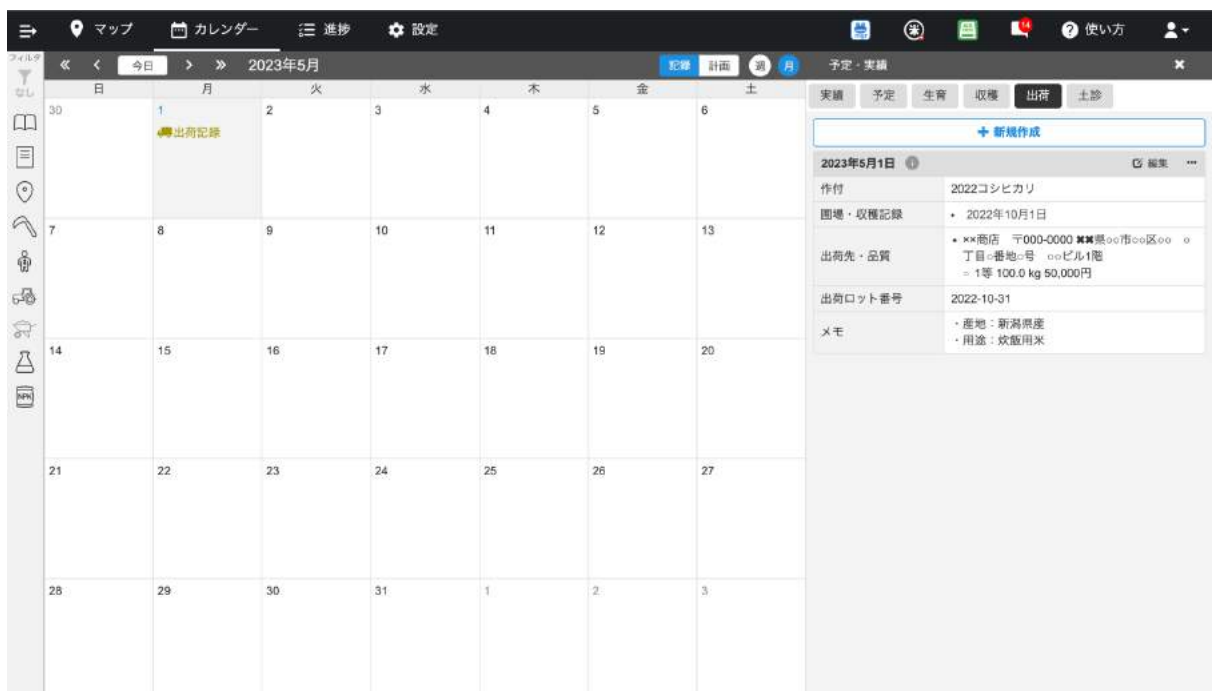 マップ カレンダー 進捗 設定 米 14 使い方
フィルタ
なし
NPK
今日 2023年5月 記録 計画 週 月
日 月 火 水 木 金 土
30 1 2 3 4 5 6
出荷記録
7 8 9 10 11 12 13
14 15 16 17 18 19 20
21 22 23 24 25 26 27
28 29 30 31 1 2 3
予定・実績 ×
実績 予定 生育 収穫 出荷 土診
+ 新規作成
2023年5月1日 編集 …
作付 2022コシヒカリ
圃場・収穫記録 • 2022年10月1日
出荷先・品質 • ××商店 〒000-0000 ✖✖県○○市○○区○○ ○
丁目○番地○号 ○○ビル1階
○ 1等 100.0 kg 50,000円
出荷ロット番号 2022-10-31
メモ ・産地：新潟県産
・用途：炊飯用米